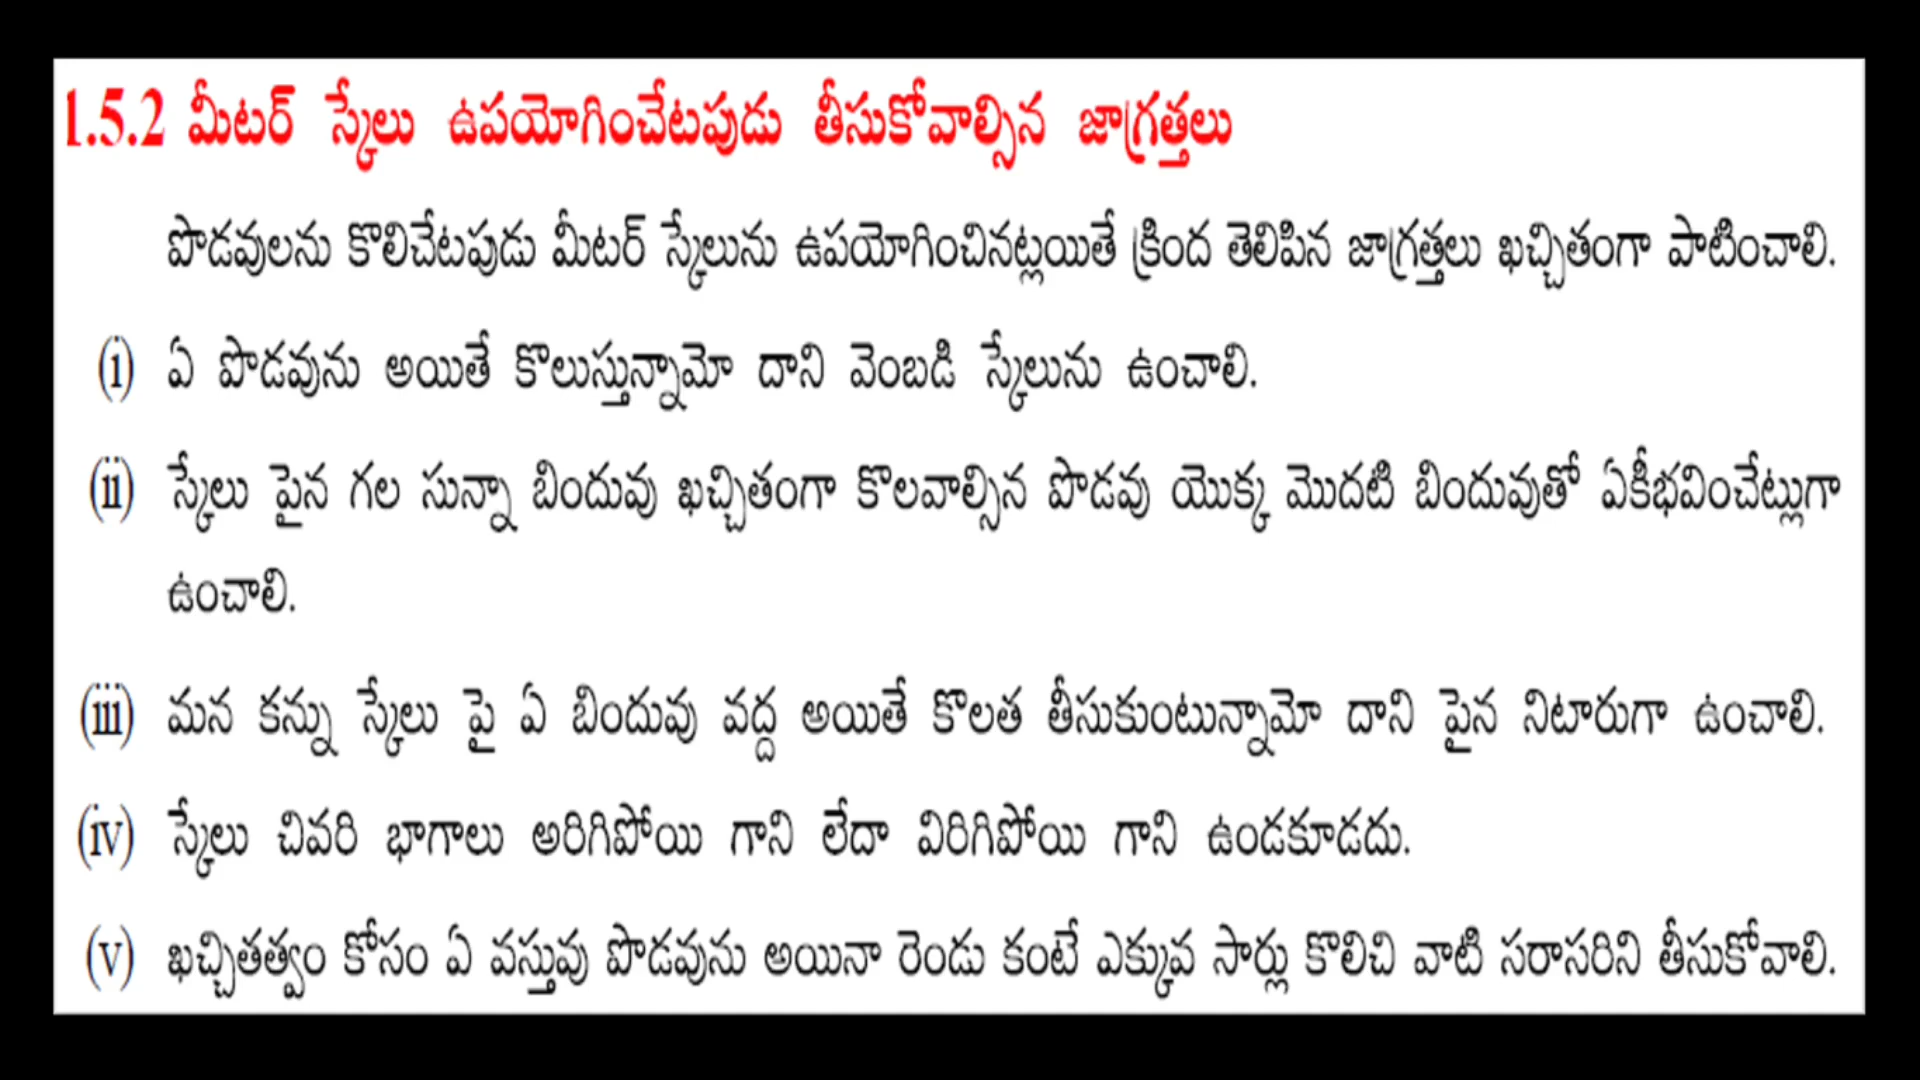 1.5.2 మీటర్ స్కేలు ఉపయోగించేటపుడు తీసుకోవాల్సిన జాగ్రత్తలు
పొడవులను కొలిచేటపుడు మీటర్ స్కేలును ఉపయోగించినట్లయితే క్రింద తెలిపిన జాగ్రత్తలు ఖచ్చితంగా పాటించాలి.
(i) ఏ పొడవును అయితే కొలుస్తున్నామో దాని వెంబడి స్కేలును ఉంచాలి.
(ii) స్కేలు పైన గల సున్నా బిందువు ఖచ్చితంగా కొలవాల్సిన పొడవు యొక్క మొదటి బిందువుతో ఏకీభవించేట్లుగా
ఉంచాలి.
(iii) మన కన్ను స్కేలు పై ఏ బిందువు వద్ద అయితే కొలత తీసుకుంటున్నామో దాని పైన నిటారుగా ఉంచాలి.
(iv) స్కేలు చివరి భాగాలు అరిగిపోయి గాని లేదా విరిగిపోయి గాని ఉండకూడదు.
(v) ఖచ్చితత్వం కోసం ఏ వస్తువు పొడవును అయినా రెండు కంటే ఎక్కువ సార్లు కొలిచి వాటి సరాసరిని తీసుకోవాలి.